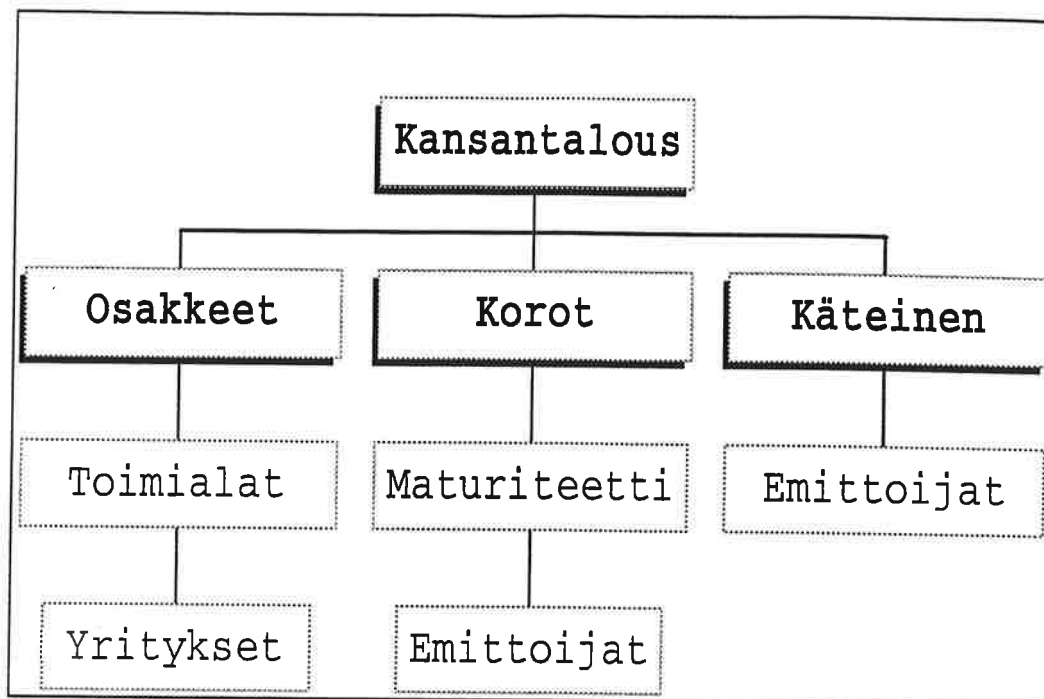 Kansantalous
Osakkeet
Korot
Käteinen
Toimialat
Maturiteetti
Emittoijat
Yritykset
Emittoijat